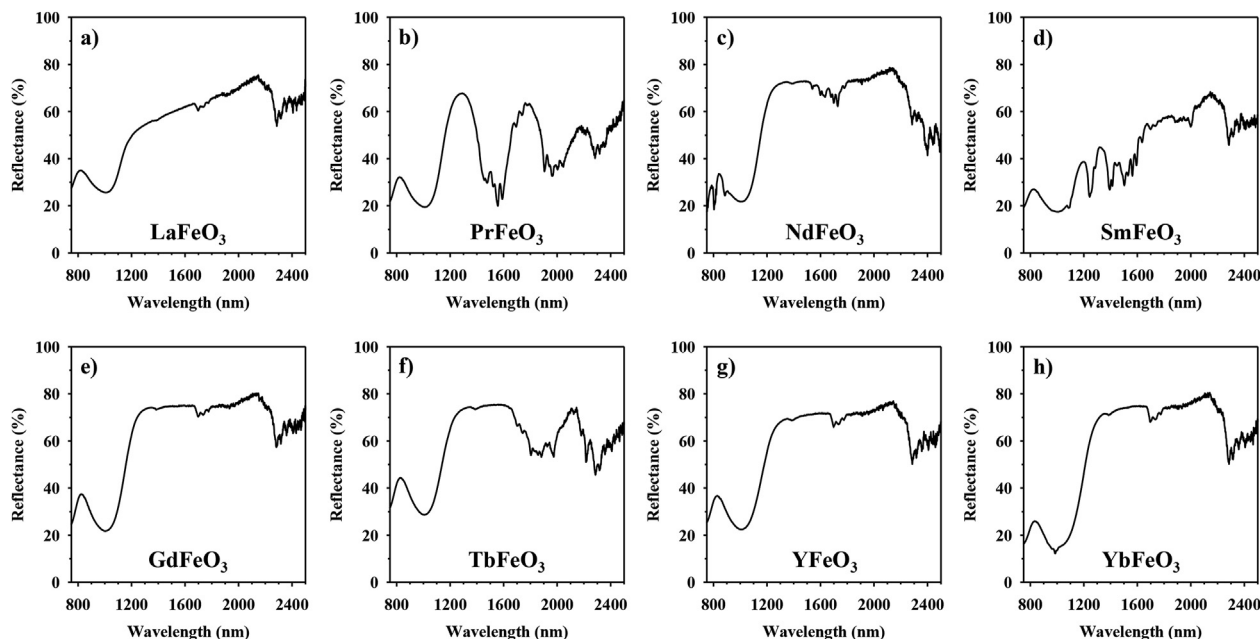 a)
Reflectance (%)
100
80
60
40
20
0
LaFeO₃
800 1200 1600 2000 2400
Wavelength (nm)
b)
Reflectance (%)
100
80
60
40
20
0
PrFeO₃
800 1200 1600 2000 2400
Wavelength (nm)
c)
Reflectance (%)
100
80
60
40
20
0
NdFeO₃
800 1200 1600 2000 2400
Wavelength (nm)
d)
Reflectance (%)
100
80
60
40
20
0
SmFeO₃
800 1200 1600 2000 2400
Wavelength (nm)
e)
Reflectance (%)
100
80
60
40
20
0
GdFeO₃
800 1200 1600 2000 2400
Wavelength (nm)
f)
Reflectance (%)
100
80
60
40
20
0
TbFeO₃
800 1200 1600 2000 2400
Wavelength (nm)
g)
Reflectance (%)
100
80
60
40
20
0
YFeO₃
800 1200 1600 2000 2400
Wavelength (nm)
h)
Reflectance (%)
100
80
60
40
20
0
YbFeO₃
800 1200 1600 2000 2400
Wavelength (nm)